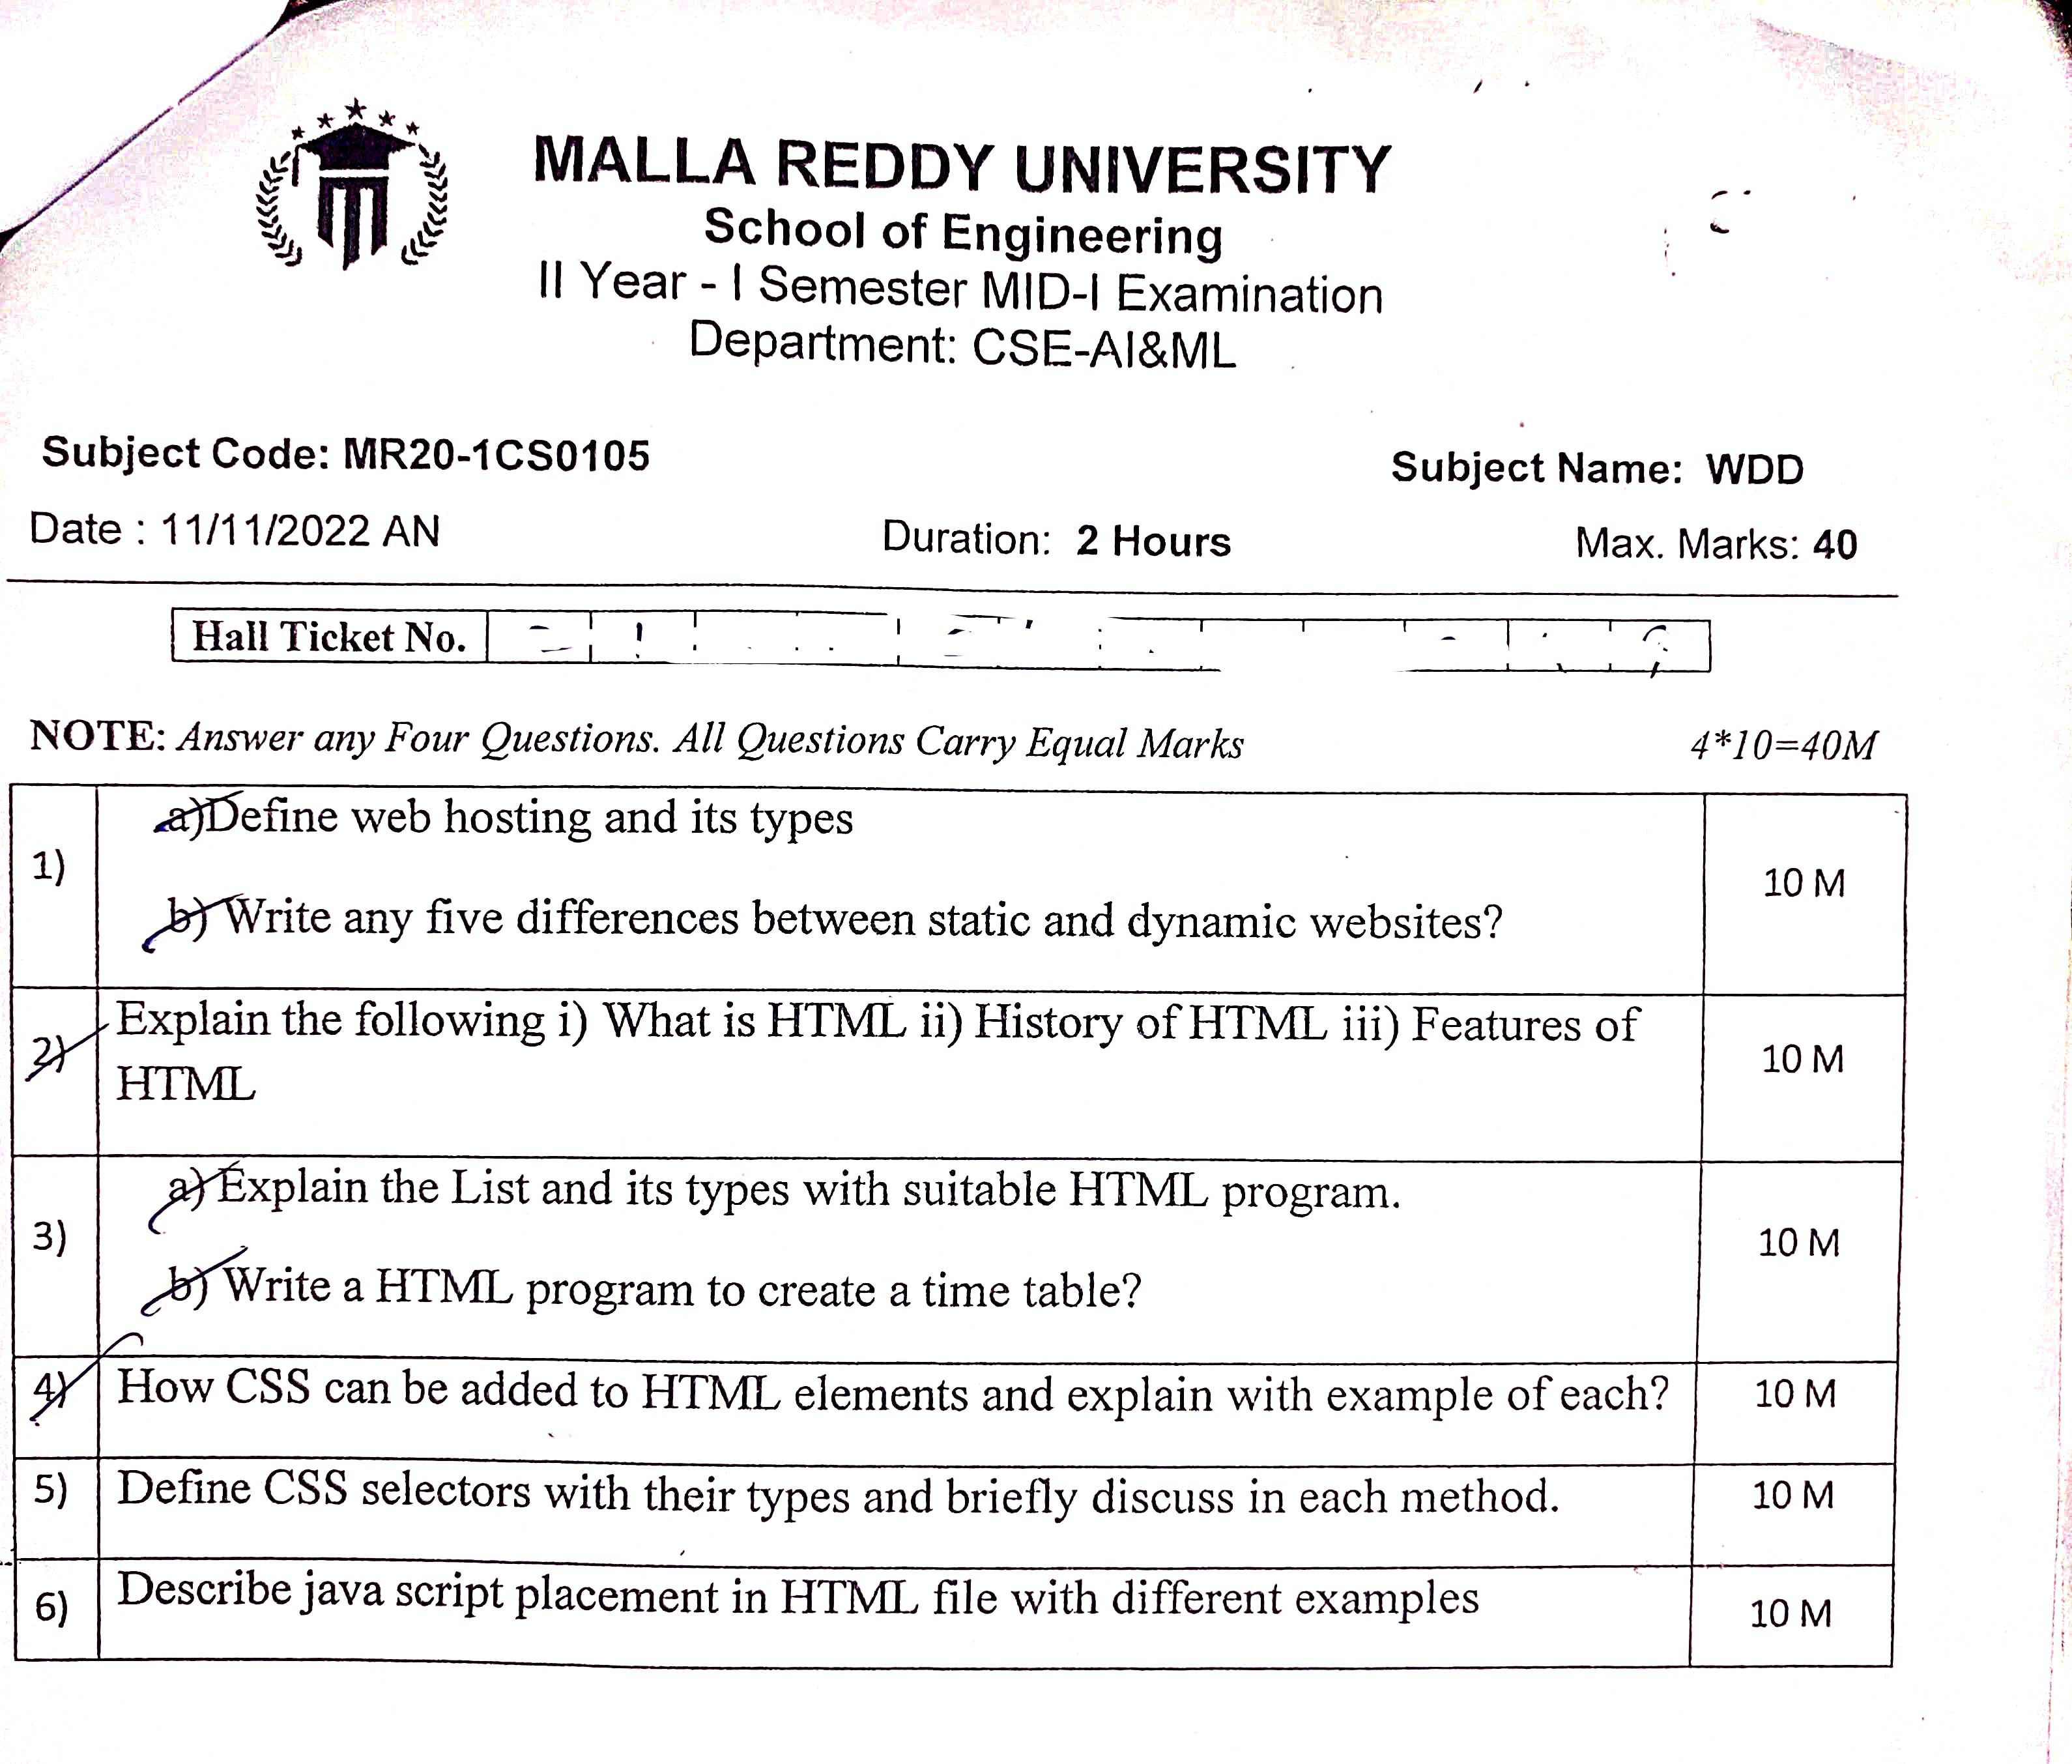 MALLA REDDY UNIVERSITY
School of Engineering
II Year - I Semester MID-I Examination
Department: CSE-AI&ML
Subject Code: MR20-1CS0105
Subject Name: WDD
Date : 11/11/2022 AN
Duration: 2 Hours
Max. Marks: 40
Hall Ticket No.
NOTE: Answer any Four Questions. All Questions Carry Equal Marks
4*10=40M
1)
a)Define web hosting and its types
b) Write any five differences between static and dynamic websites?
10 M
2)
Explain the following i) What is HTML ii) History of HTML iii) Features of
HTML
10 M
3)
a) Explain the List and its types with suitable HTML program.
b) Write a HTML program to create a time table?
10 M
4)
How CSS can be added to HTML elements and explain with example of each?
10 M
5)
Define CSS selectors with their types and briefly discuss in each method.
10 M
6)
Describe java script placement in HTML file with different examples
10 M